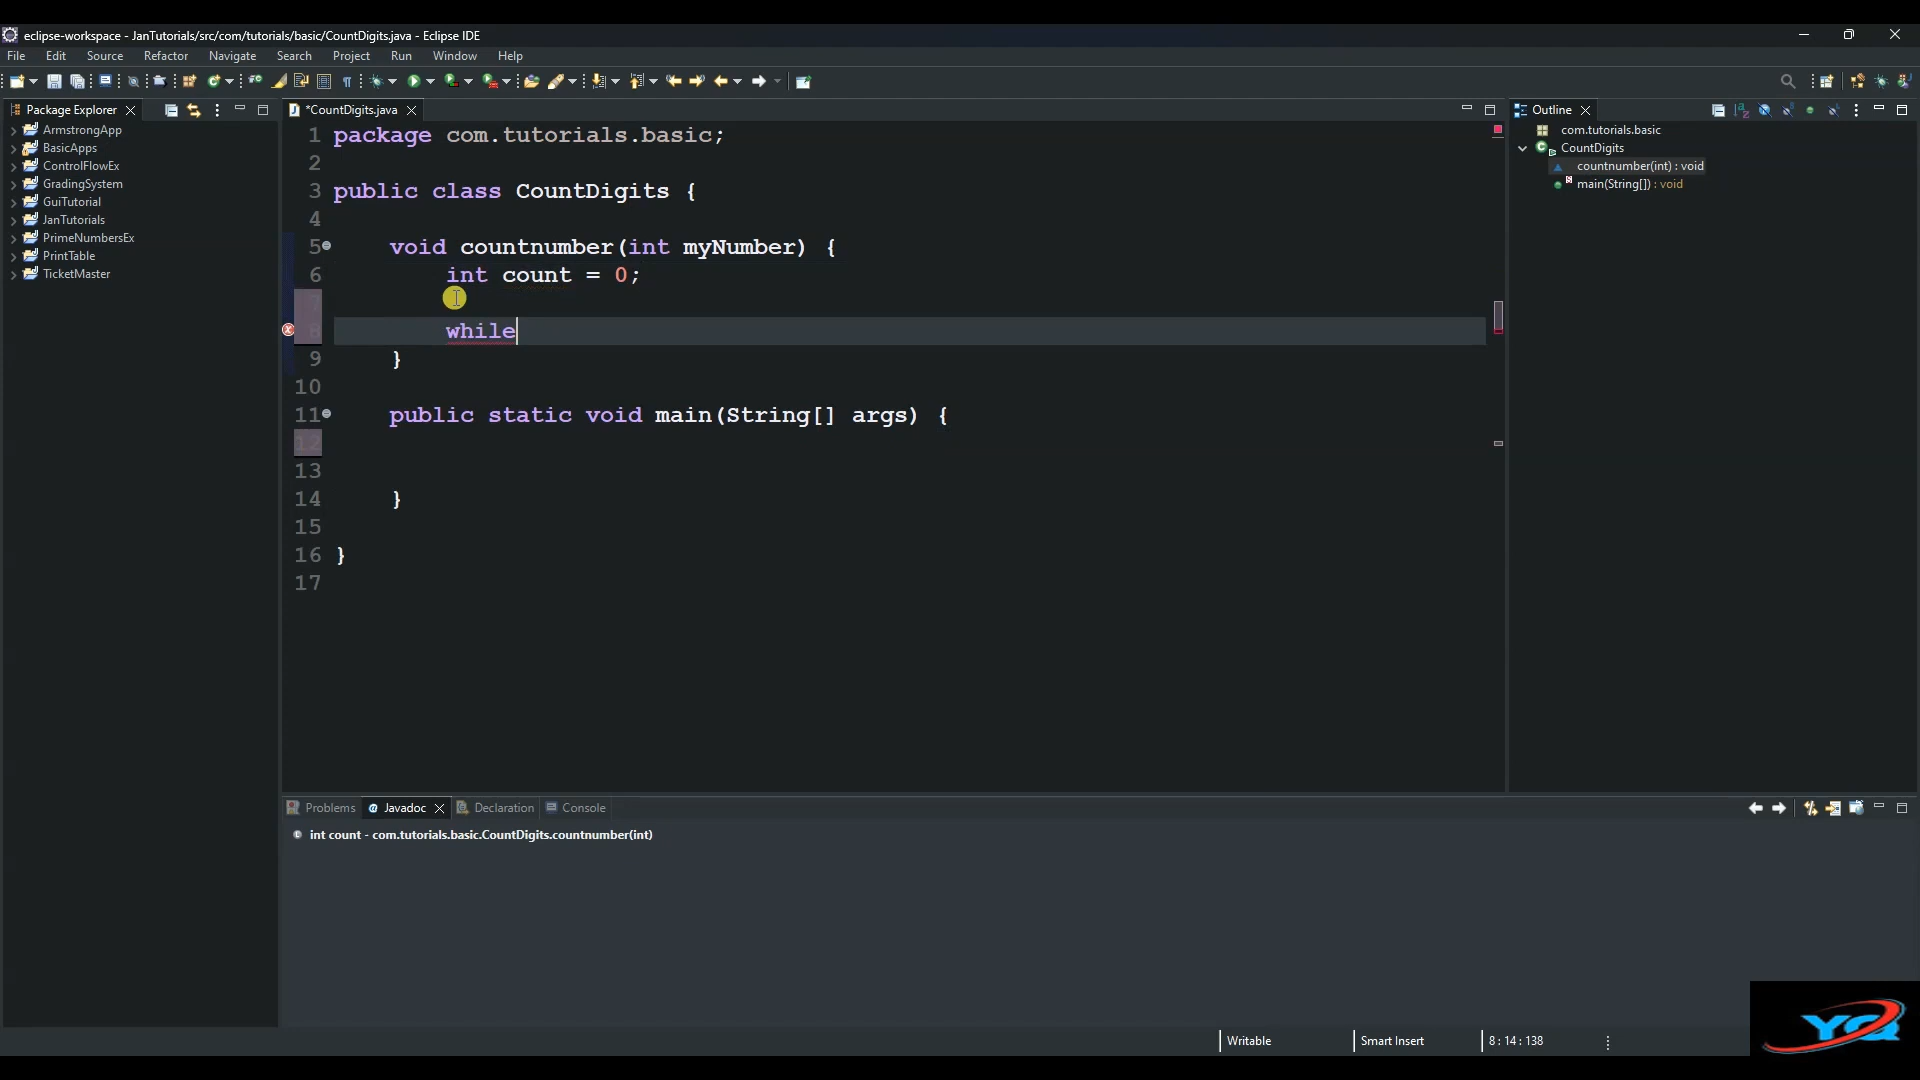 eclipse-workspace - JanTutorials/src/com/tutorials/basic/CountDigits.java - Eclipse IDE
File Edit Source Refactor Navigate Search Project Run Window Help
Package Explorer
ArmstrongApp
BasicApps
ControlFlowEx
GradingSystem
GuiTutorial
JanTutorials
PrimeNumbersEx
PrintTable
TicketMaster
*CountDigits.java
1 package com.tutorials.basic;
2
3 public class CountDigits {
4
5 void countnumber(int myNumber) {
6 int count = 0;
7
8 while
9 }
10
11 public static void main(String[] args) {
12
13
14 }
15
16 }
17
Outline
com.tutorials.basic
CountDigits
countnumber(int) : void
main(String[]) : void
Problems Javadoc Declaration Console
int count - com.tutorials.basic.CountDigits.countnumber(int)
Writable Smart Insert 8 : 14 : 138
YQ